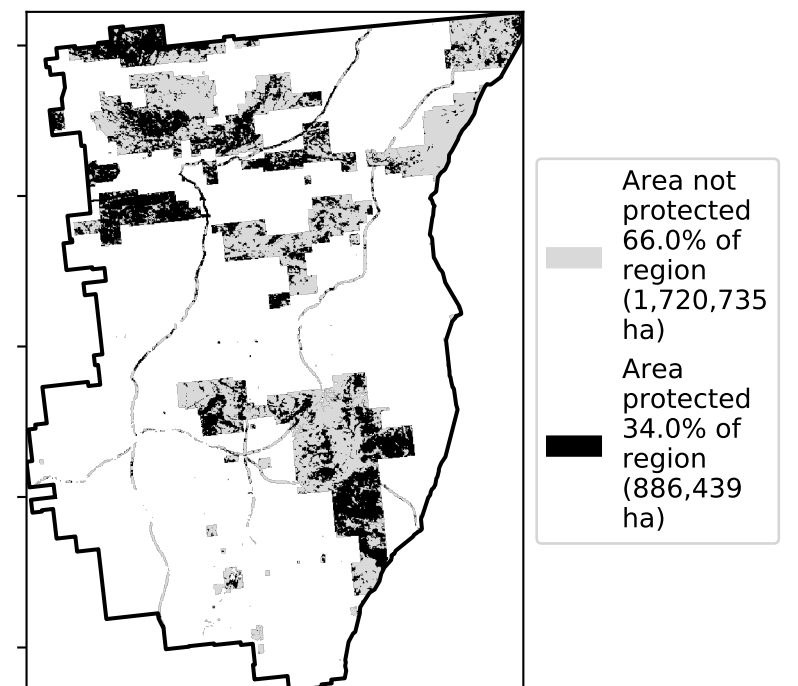 Area not
protected
66.0% of
region
(1,720,735
ha)
Area
protected
34.0% of
region
(886,439
ha)